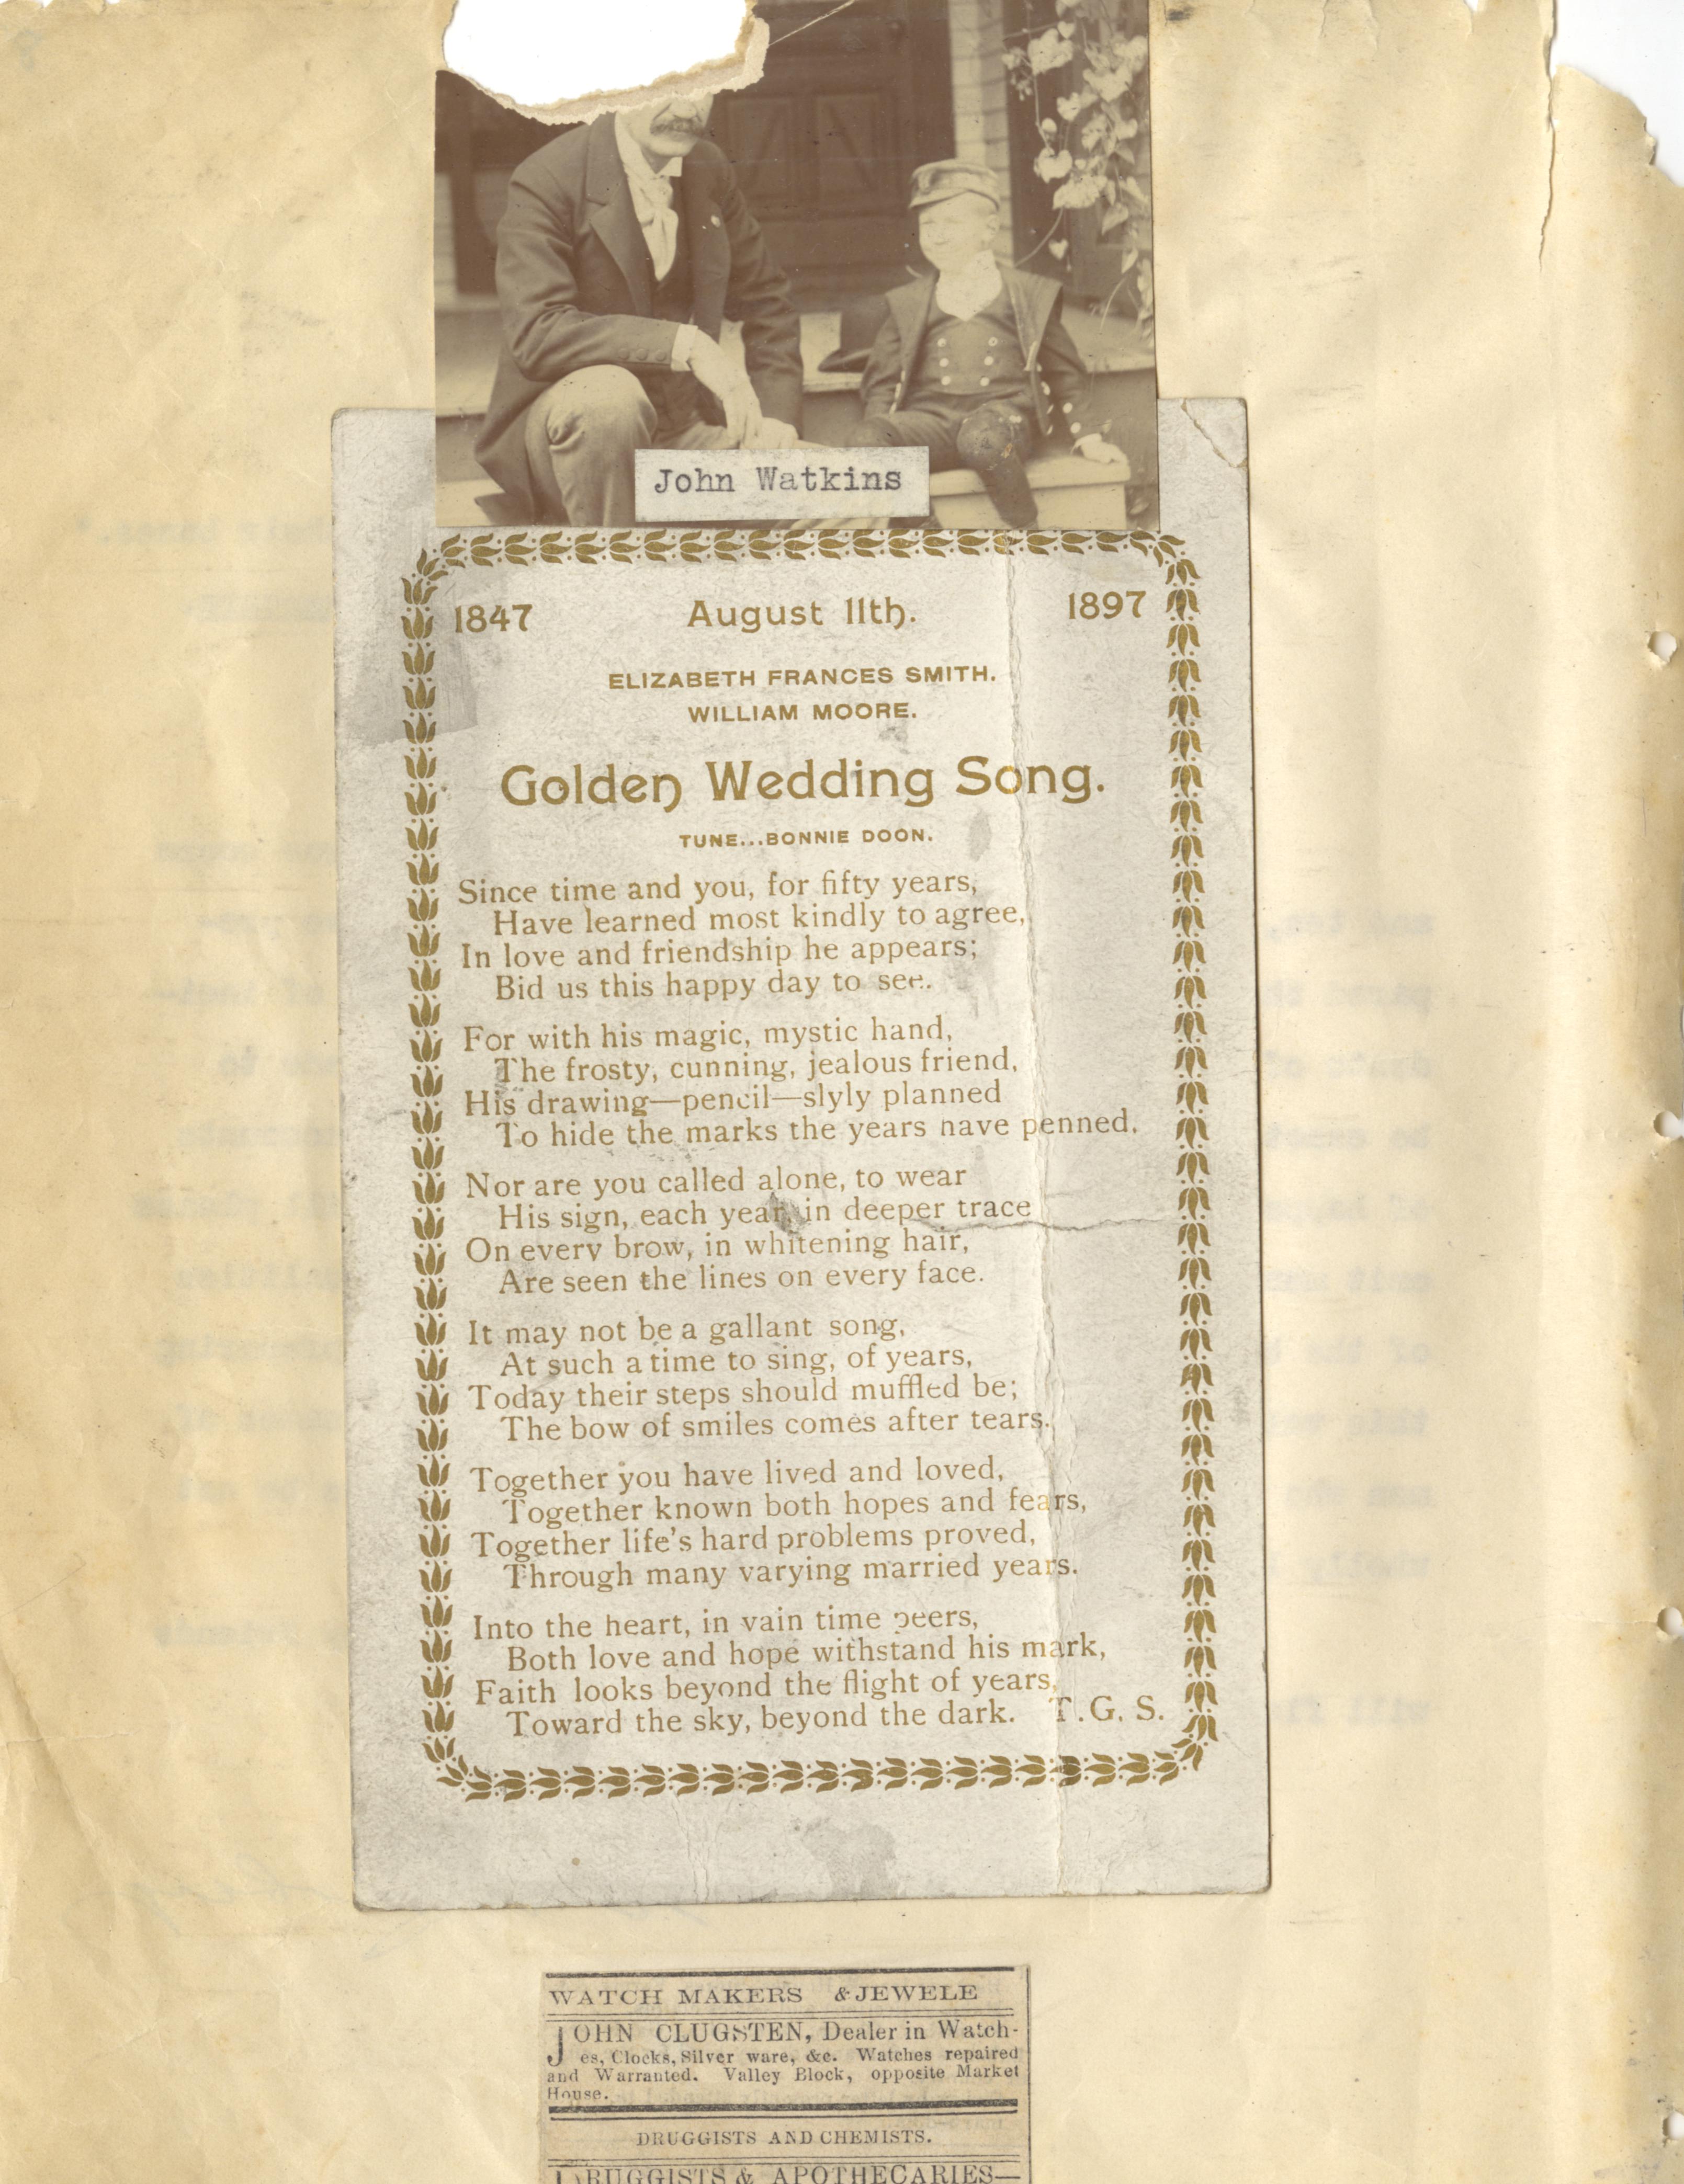 John Watkins
1847 August 11th. 1897
ELIZABETH FRANCES SMITH.
WILLIAM MOORE.
Golden Wedding Song.
TUNE...BONNIE DOON.
Since time and you, for fifty years,
Have learned most kindly to agree,
In love and friendship he appears;
Bid us this happy day to see.
For with his magic, mystic hand,
The frosty, cunning, jealous friend,
His drawing—pencil—slyly planned
To hide the marks the years have penned.
Nor are you called alone, to wear
His sign, each year, in deeper trace
On every brow, in whitening hair,
Are seen the lines on every face.
It may not be a gallant song,
At such a time to sing, of years,
Today their steps should muffled be;
The bow of smiles comes after tears.
Together you have lived and loved,
Together known both hopes and fears,
Together life's hard problems proved,
Through many varying married years.
Into the heart, in vain time peers,
Both love and hope withstand his mark,
Faith looks beyond the flight of years,
Toward the sky, beyond the dark. T.G. S.
WATCH MAKERS & JEWELE
JOHN CLUGSTEN, Dealer in Watch-
es, Clocks, Silver ware, &c. Watches repaired
and Warranted. Valley Block, opposite Market
House.
DRUGGISTS AND CHEMISTS.
DRUGGISTS & APOTHECARIES—